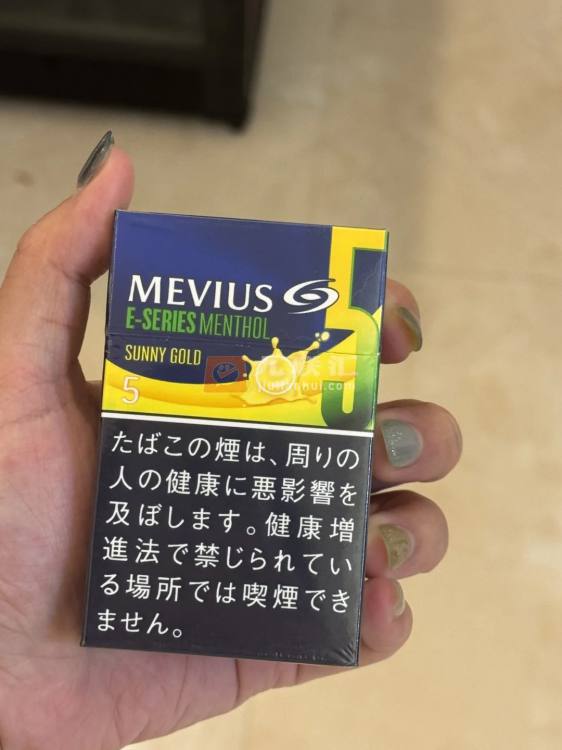 MEVIUS
E-SERIES MENTHOL
SUNNY GOLD
5
5
たばこの煙は、周りの
人の健康に悪影響を
及ぼします。健康増
進法で禁じられてい
る場所では喫煙でき
ません。